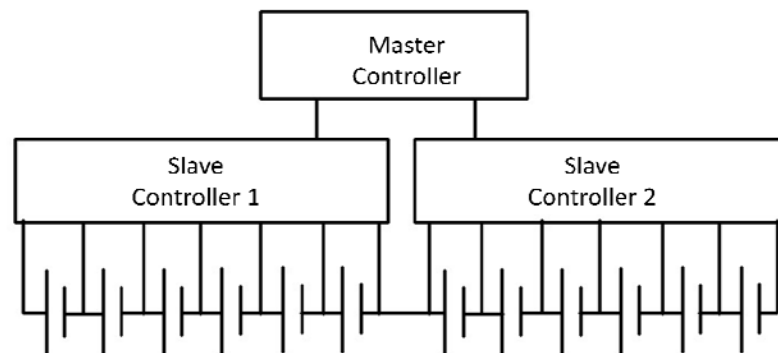 Master
Controller
Slave
Controller 1
Slave
Controller 2